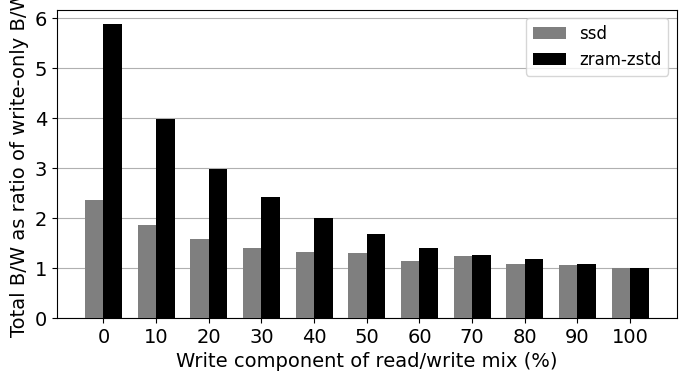 Total B/W as ratio of write-only B/W
6
5
4
3
2
1
0
ssd
zram-zstd
0 10 20 30 40 50 60 70 80 90 100
Write component of read/write mix (%)